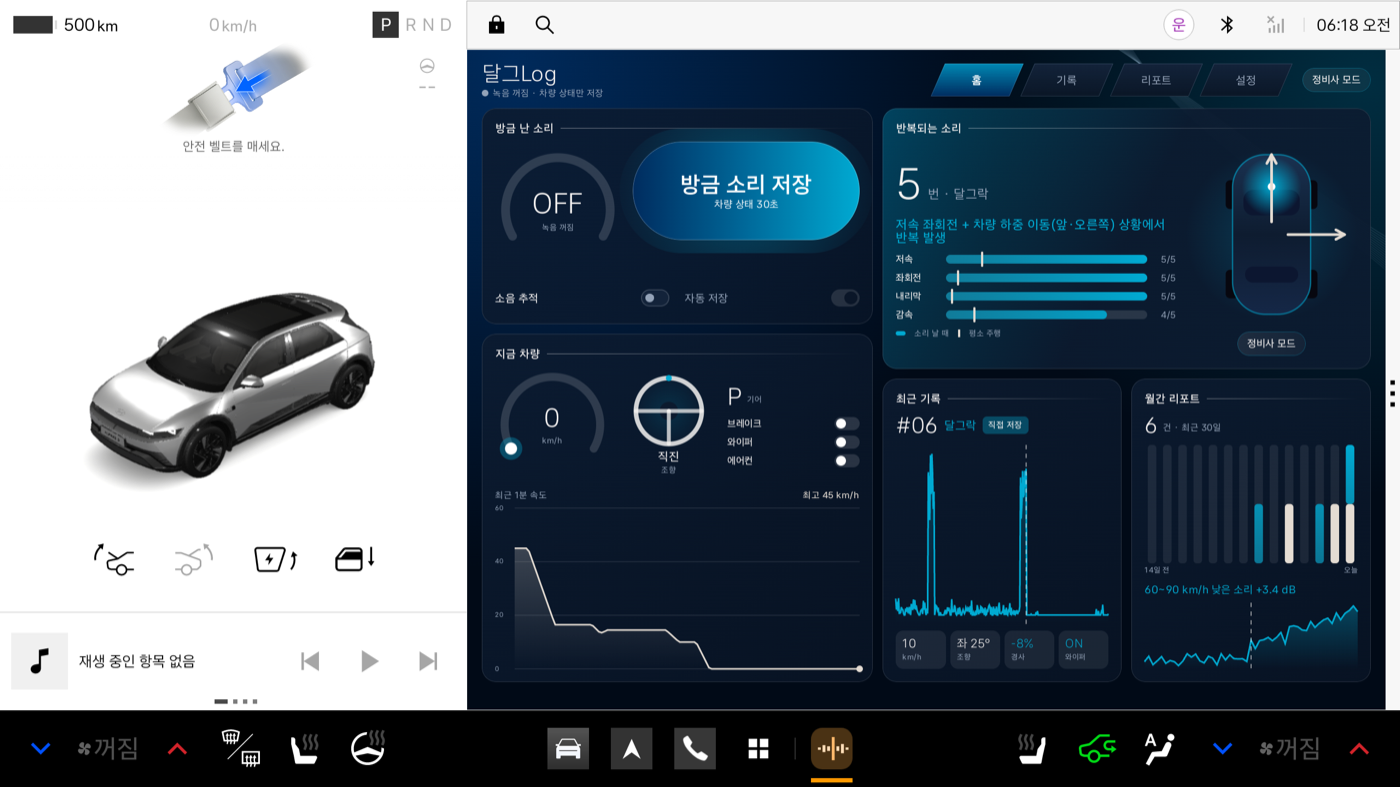 500 km
0 km/h
P R N D
안전 벨트를 매세요.
재생 중인 항목 없음
운
06:18 오전
달그Log
녹음 꺼짐 · 차량 상태만 저장
홈
기록
리포트
설정
정비사 모드
방금 난 소리
OFF
녹음 꺼짐
방금 소리 저장
차량 상태 30초
소음 추적
자동 저장
지금 차량
0
km/h
직진
조향
P 기어
브레이크
와이퍼
에어컨
최근 1분 속도
최고 45 km/h
60
40
20
0
반복되는 소리
5 번 · 달그락
저속 좌회전 + 차량 하중 이동(앞·오른쪽) 상황에서
반복 발생
저속 5/5
좌회전 5/5
내리막 5/5
감속 4/5
소리 날 때 평소 주행
정비사 모드
최근 기록
#06 달그락 직접 저장
10
km/h
좌 25°
조향
-8%
경사
ON
와이퍼
월간 리포트
6 건 · 최근 30일
14일 전 오늘
60~90 km/h 낮은 소리 +3.4 dB
꺼짐
A
꺼짐